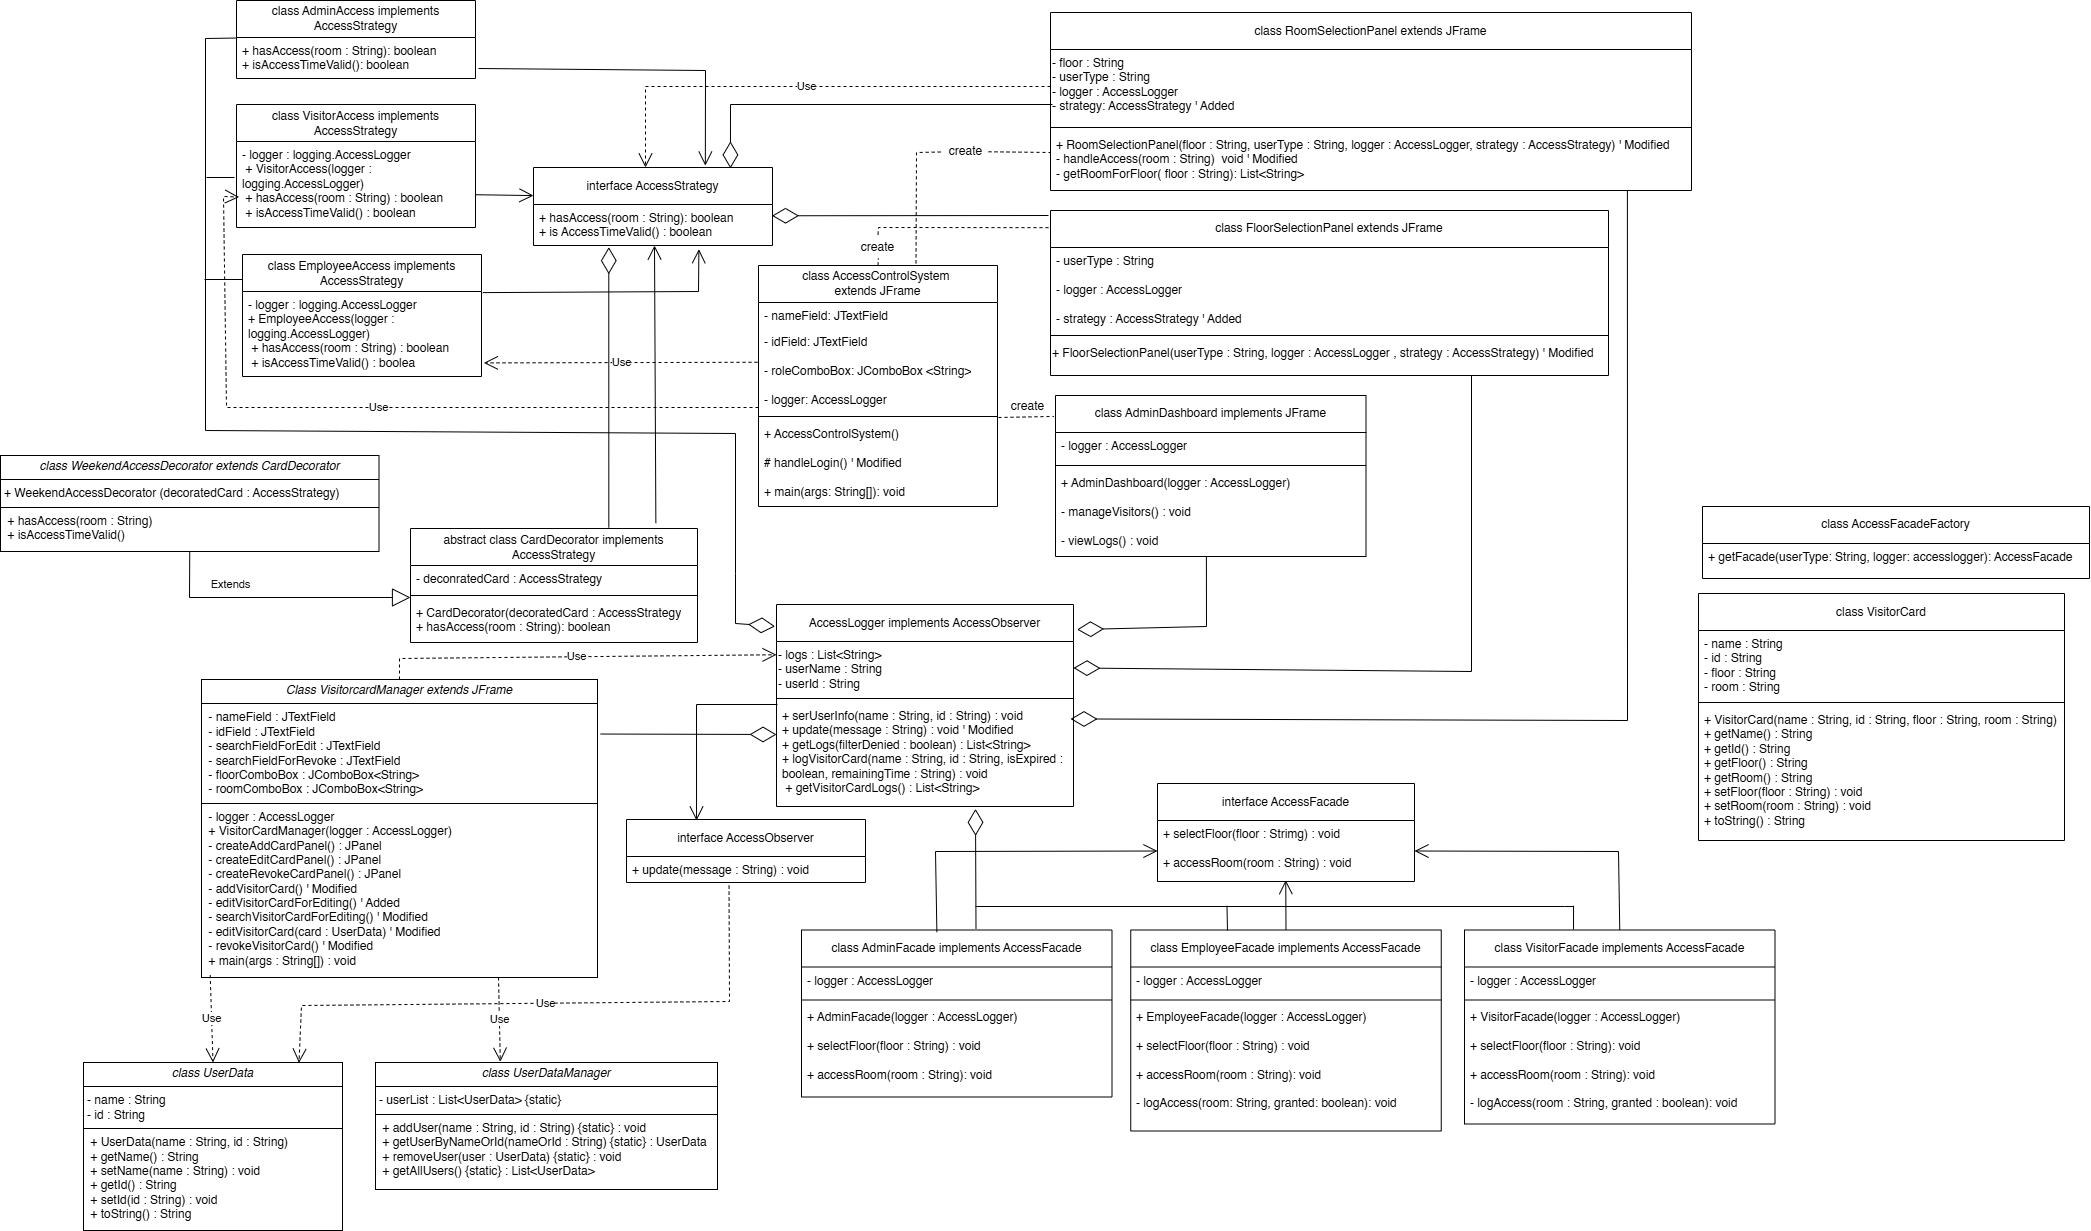 class AdminAccess implements
AccessStrategy
+ hasAccess(room : String): boolean
+ isAccessTimeValid(): boolean
class VisitorAccess implements
AccessStrategy
- logger : logging.AccessLogger
+ VisitorAccess(logger :
logging.AccessLogger)
+ hasAccess(room : String) : boolean
+ isAccessTimeValid() : boolean
class EmployeeAccess implements
AccessStrategy
- logger : logging.AccessLogger
+ EmployeeAccess(logger :
logging.AccessLogger)
+ hasAccess(room : String) : boolean
+ isAccessTimeValid() : boolea
interface AccessStrategy
+ hasAccess(room : String): boolean
+ is AccessTimeValid() : boolean
Use
create
create
Use
Use
create
class RoomSelectionPanel extends JFrame
- floor : String
- userType : String
- logger : AccessLogger
- strategy: AccessStrategy ' Added
+ RoomSelectionPanel(floor : String, userType : String, logger : AccessLogger, strategy : AccessStrategy) ' Modified
- handleAccess(room : String)  void ' Modified
- getRoomForFloor( floor : String): List<String>
class FloorSelectionPanel extends JFrame
- userType : String
- logger : AccessLogger
- strategy : AccessStrategy ' Added
+ FloorSelectionPanel(userType : String, logger : AccessLogger , strategy : AccessStrategy) ' Modified
class AccessControlSystem
extends JFrame
- nameField: JTextField
- idField: JTextField
- roleComboBox: JComboBox <String>
- logger: AccessLogger
+ AccessControlSystem()
# handleLogin() ' Modified
+ main(args: String[]): void
class AdminDashboard implements JFrame
- logger : AccessLogger
+ AdminDashboard(logger : AccessLogger)
- manageVisitors() : void
- viewLogs() : void
class WeekendAccessDecorator extends CardDecorator
+ WeekendAccessDecorator (decoratedCard : AccessStrategy)
+ hasAccess(room : String)
+ isAccessTimeValid()
Extends
abstract class CardDecorator implements
AccessStrategy
- deconratedCard : AccessStrategy
+ CardDecorator(decoratedCard : AccessStrategy
+ hasAccess(room : String): boolean
class AccessFacadeFactory
+ getFacade(userType: String, logger: accesslogger): AccessFacade
class VisitorCard
- name : String
- id : String
- floor : String
- room : String
+ VisitorCard(name : String, id : String, floor : String, room : String)
+ getName() : String
+ getId() : String
+ getFloor() : String
+ getRoom() : String
+ setFloor(floor : String) : void
+ setRoom(room : String) : void
+ toString() : String
AccessLogger implements AccessObserver
- logs : List<String>
- userName : String
- userId : String
+ serUserInfo(name : String, id : String) : void
+ update(message : String) : void ' Modified
+ getLogs(filterDenied : boolean) : List<String>
+ logVisitorCard(name : String, id : String, isExpired :
boolean, remainingTime : String) : void
+ getVisitorCardLogs() : List<String>
Use
Class VisitorcardManager extends JFrame
- nameField : JTextField
- idField : JTextField
- searchFieldForEdit : JTextField
- searchFieldForRevoke : JTextField
- floorComboBox : JComboBox<String>
- roomComboBox : JComboBox<String>
- logger : AccessLogger
+ VisitorCardManager(logger : AccessLogger)
- createAddCardPanel() : JPanel
- createEditCardPanel() : JPanel
- createRevokeCardPanel() : JPanel
- addVisitorCard() ' Modified
- editVisitorCardForEditing() ' Added
- searchVisitorCardForEditing() ' Modified
- editVisitorCard(card : UserData) ' Modified
- revokeVisitorCard() ' Modified
+ main(args : String[]) : void
interface AccessObserver
+ update(message : String) : void
interface AccessFacade
+ selectFloor(floor : Strimg) : void
+ accessRoom(room : String) : void
class AdminFacade implements AccessFacade
- logger : AccessLogger
+ AdminFacade(logger : AccessLogger)
+ selectFloor(floor : String) : void
+ accessRoom(room : String): void
class EmployeeFacade implements AccessFacade
- logger : AccessLogger
+ EmployeeFacade(logger : AccessLogger)
+ selectFloor(floor : String) : void
+ accessRoom(room : String): void
- logAccess(room: String, granted: boolean): void
class VisitorFacade implements AccessFacade
- logger : AccessLogger
+ VisitorFacade(logger : AccessLogger)
+ selectFloor(floor : String): void
+ accessRoom(room : String): void
- logAccess(room : String, granted : boolean): void
Use
Use
Use
class UserData
- name : String
- id : String
+ UserData(name : String, id : String)
+ getName() : String
+ setName(name : String) : void
+ getId() : String
+ setId(id : String) : void
+ toString() : String
class UserDataManager
- userList : List<UserData> {static}
+ addUser(name : String, id : String) {static} : void
+ getUserByNameOrId(nameOrId : String) {static} : UserData
+ removeUser(user : UserData) {static} : void
+ getAllUsers() {static} : List<UserData>